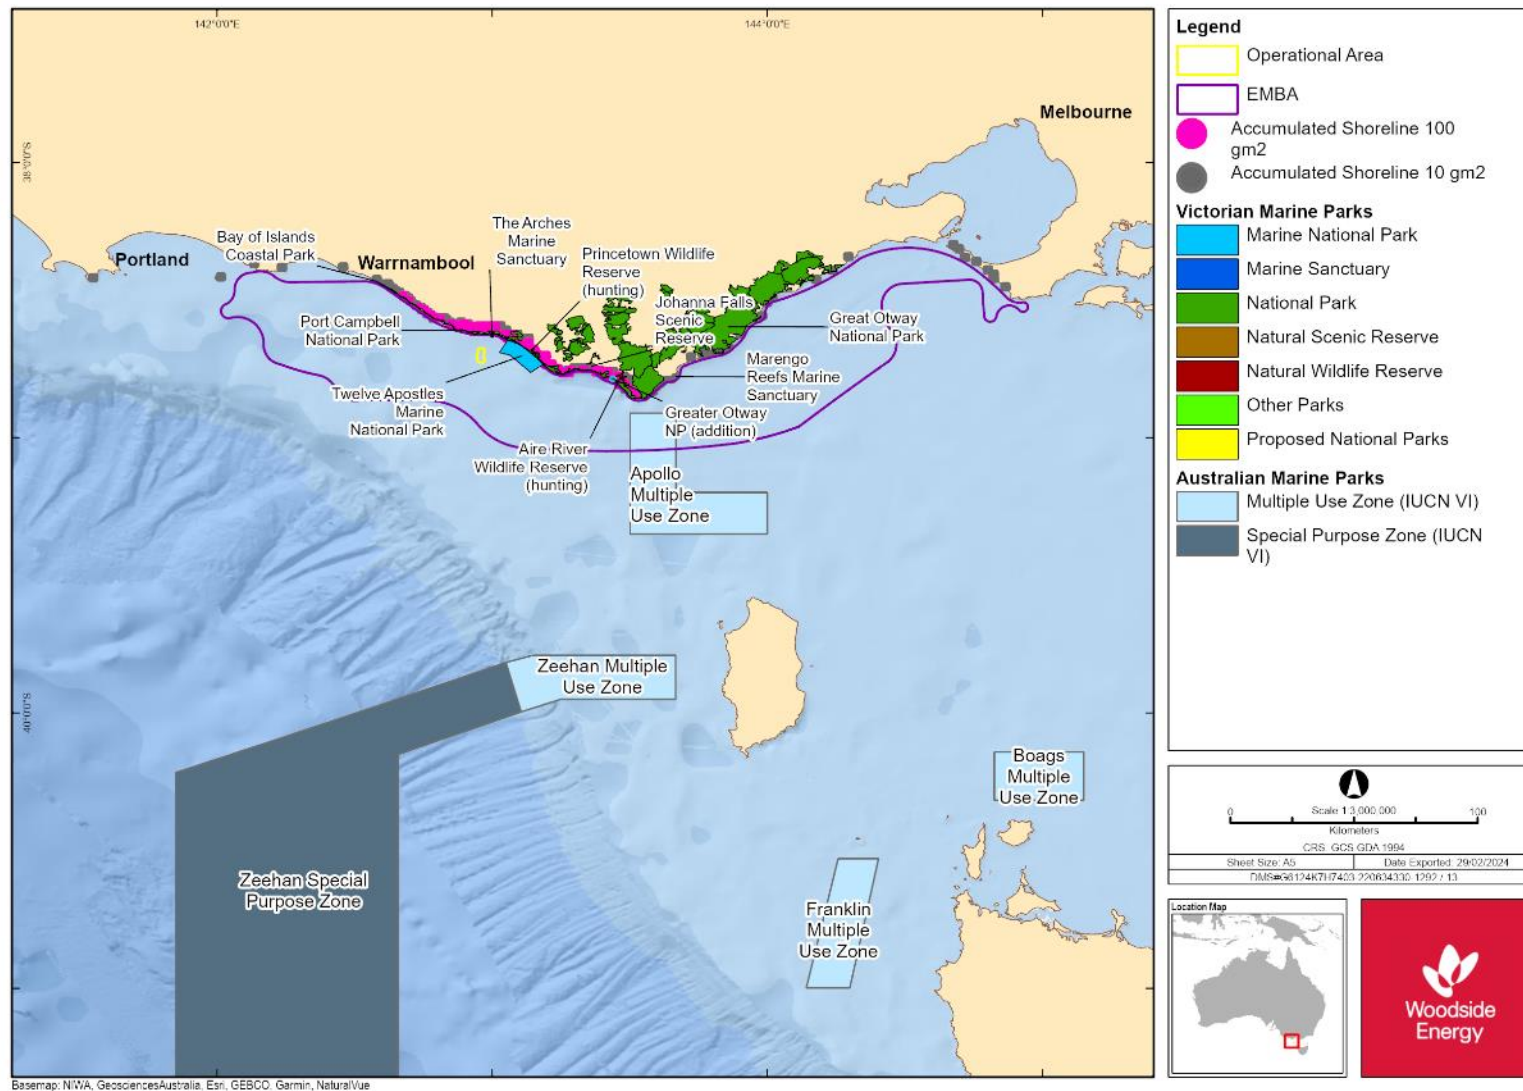 142°0'0"E
144°0'0"E
38°0'0"S
40°0'0"S
Melbourne
Portland
Bay of Islands
Coastal Park
Warrnambool
The Arches
Marine
Sanctuary
Princetown Wildlife
Reserve
(hunting)
Johanna Falls
Scenic
Reserve
Port Campbell
National Park
Great Otway
National Park
Marengo
Reefs Marine
Sanctuary
Twelve Apostles
Marine
National Park
Greater Otway
NP (addition)
Aire River
Wildlife Reserve
(hunting)
Apollo
Multiple
Use Zone
Zeehan Multiple
Use Zone
Boags
Multiple
Use Zone
Zeehan Special
Purpose Zone
Franklin
Multiple
Use Zone
Legend
Operational Area
EMBA
Accumulated Shoreline 100
gm2
Accumulated Shoreline 10 gm2
Victorian Marine Parks
Marine National Park
Marine Sanctuary
National Park
Natural Scenic Reserve
Natural Wildlife Reserve
Other Parks
Proposed National Parks
Australian Marine Parks
Multiple Use Zone (IUCN VI)
Special Purpose Zone (IUCN
VI)
0 Scale 1:3,000,000 100
Kilometers
CRS: GCS GDA 1994
Sheet Size: A5 Date Exported: 29/02/2024
DMS#G6124K7H7403-220634330-1292 / 13
Location Map
Woodside
Energy
Basemap: NIWA, GeosciencesAustralia, Esri, GEBCO, Garmin, NaturalVue